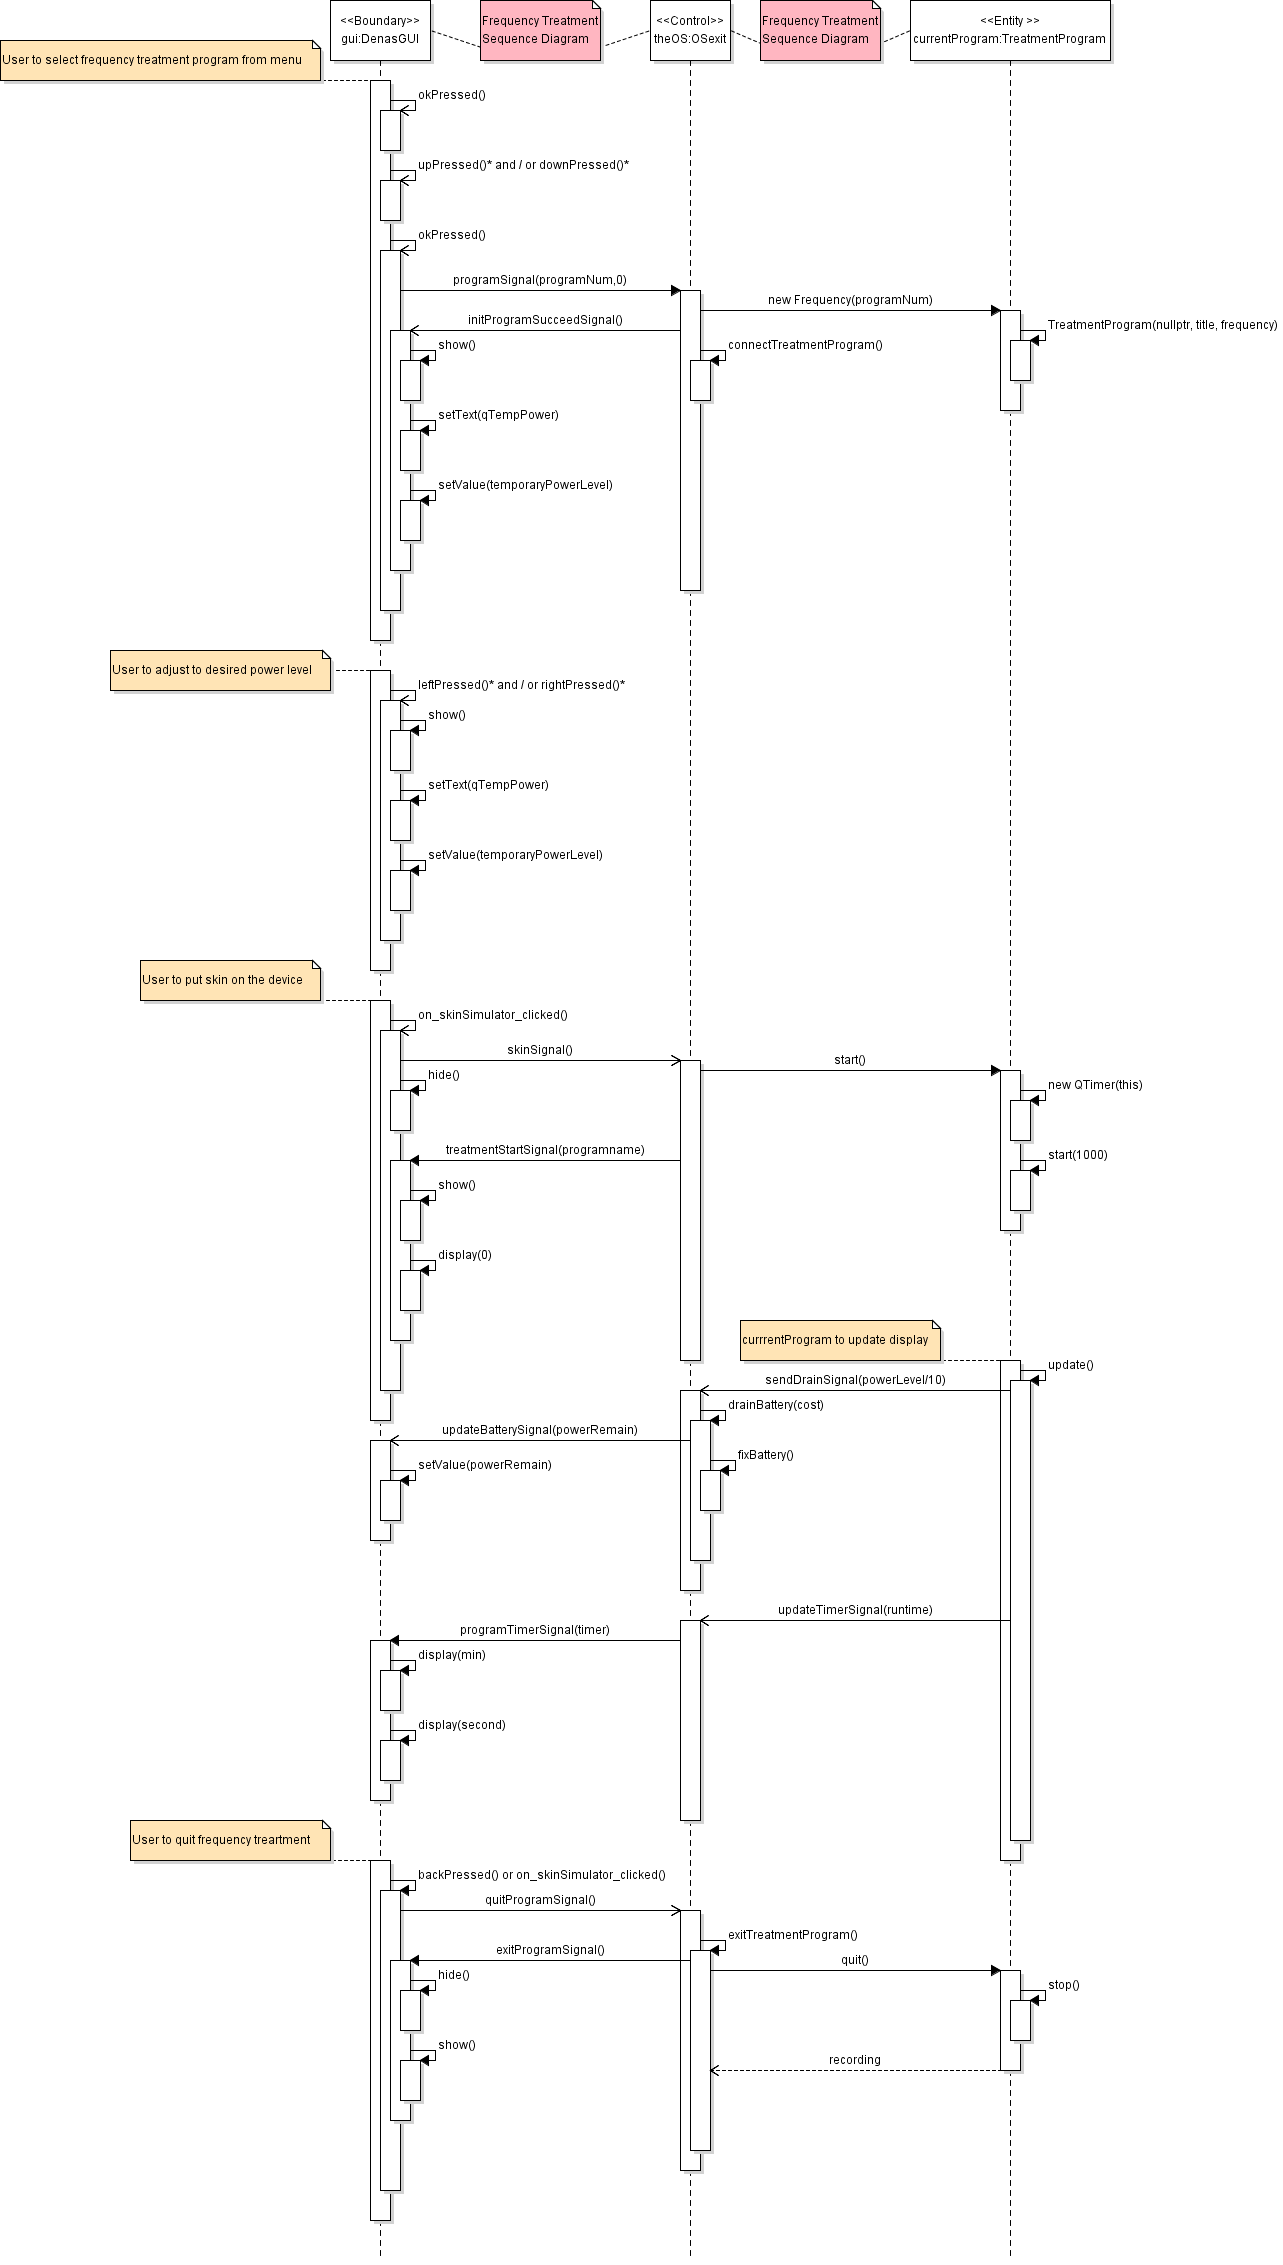 <<Boundary>>
gui:DenasGUI
Frequency Treatment
Sequence Diagram
<<Control>>
theOS:OSexit
Frequency Treatment
Sequence Diagram
<<Entity >>
currentProgram:TreatmentProgram
User to select frequency treatment program from menu
okPressed()
upPressed()* and / or downPressed()*
okPressed()
programSignal(programNum,0)
new Frequency(programNum)
initProgramSucceedSignal()
TreatmentProgram(nullptr, title, frequency)
show()
connectTreatmentProgram()
setText(qTempPower)
setValue(temporaryPowerLevel)
User to adjust to desired power level
leftPressed()* and / or rightPressed()*
show()
setText(qTempPower)
setValue(temporaryPowerLevel)
User to put skin on the device
on_skinSimulator_clicked()
skinSignal()
start()
hide()
new QTimer(this)
treatmentStartSignal(programname)
start(1000)
show()
display(0)
currrentProgram to update display
update()
sendDrainSignal(powerLevel/10)
drainBattery(cost)
updateBatterySignal(powerRemain)
fixBattery()
setValue(powerRemain)
updateTimerSignal(runtime)
programTimerSignal(timer)
display(min)
display(second)
User to quit frequency treartment
backPressed() or on_skinSimulator_clicked()
quitProgramSignal()
exitTreatmentProgram()
exitProgramSignal()
quit()
hide()
stop()
show()
recording